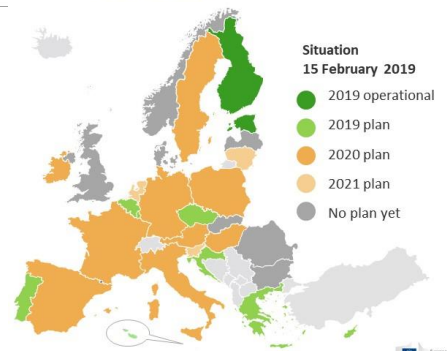 Situation
15 February 2019
2019 operational
2019 plan
2020 plan
2021 plan
No plan yet